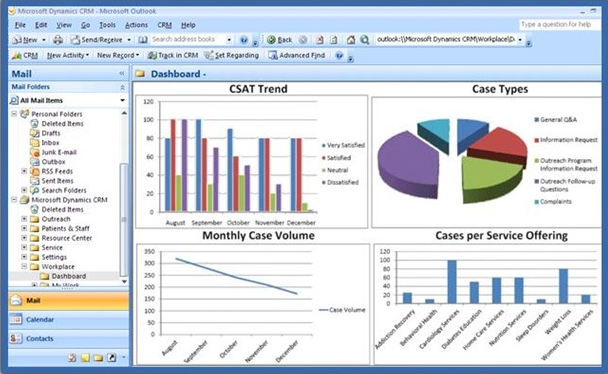 Microsoft Dynamics CRM - Microsoft Outlook
File Edit View Go Tools Actions CRM Help
Type a question for help
New Send/Receive Search address books Back outlook:\\Microsoft Dynamics CRM\Workplace\D
CRM New Activity New Record Track in CRM Set Regarding Advanced Find
Mail «
Mail Folders
All Mail Items
Personal Folders
Deleted Items
Drafts
Inbox
Junk E-mail
Outbox
RSS Feeds
Sent Items
Search Folders
Microsoft Dynamics CRM
Deleted Items
Outreach
Patients & Staff
Resource Center
Service
Settings
Workplace
Dashboard
My Work
Mail
Calendar
Contacts
Dashboard
CSAT Trend
120
100
80
60
40
20
0
August September October November December
Very Satisfied
Satisfied
Neutral
Dissatisfied
Case Types
General Q&A
Information Request
Outreach Program
Information Request
Outreach Follow-up
Questions
Complaints
Monthly Case Volume
350
300
250
200
150
100
50
0
August
September
October
November
December
Case Volume
Cases per Service Offering
120
100
80
60
40
20
0
Addiction Recovery
Behavioral Health
Cardiology Services
Diabetes Education
Home Care Services
Nutrition Services
Sleep Disorders
Weight Loss
Women's Health Services